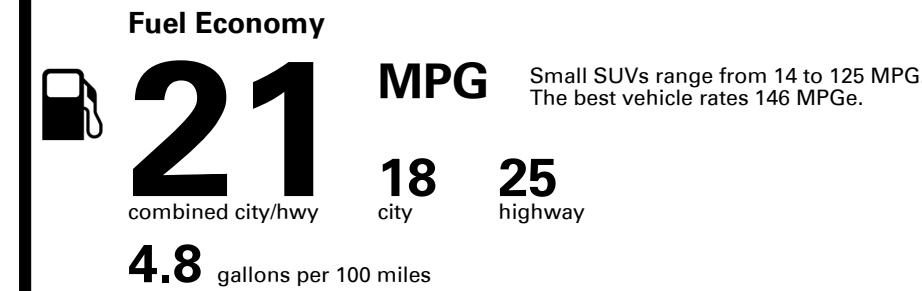 Fuel Economy
21
MPG
Small SUVs range from 14 to 125 MPG
The best vehicle rates 146 MPGe.
combined city/hwy
18
city
25
highway
4.8 gallons per 100 miles